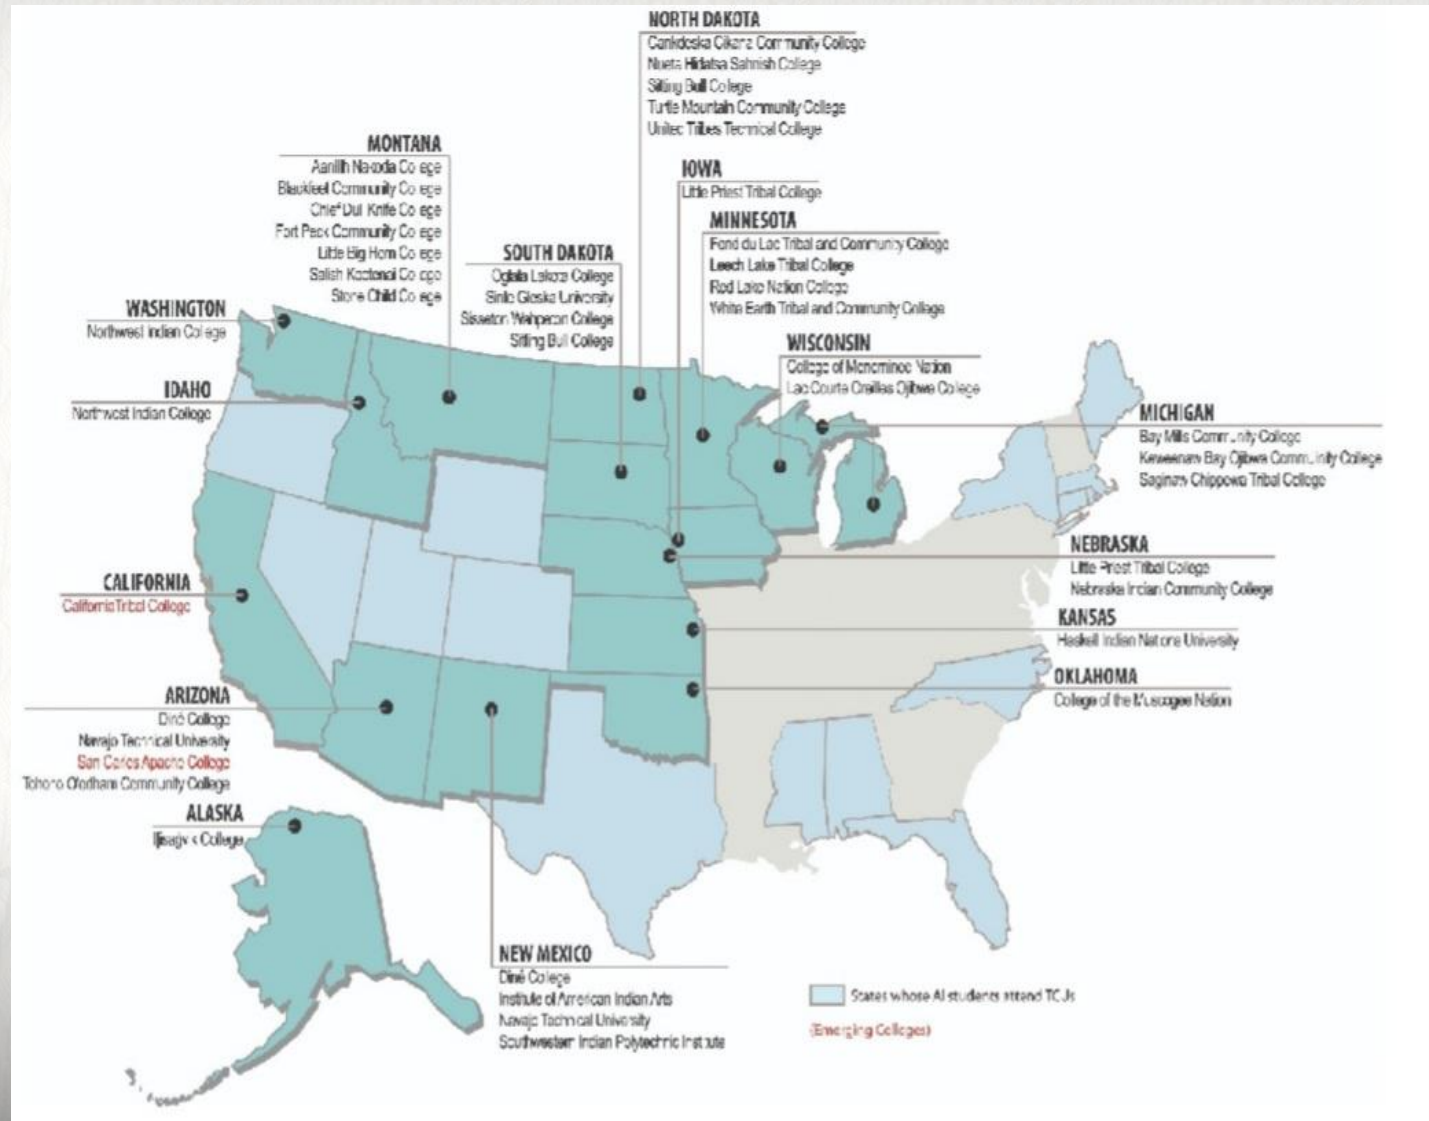 NORTH DAKOTA
Cankdeska Cikana Community College
Nueta Hidatsa Sahnish College
Sitting Bull College
Turtle Mountain Community College
United Tribes Technical College
MONTANA
Aaniiih Nakoda College
Blackfeet Community College
Chief Dull Knife College
Fort Peck Community College
Little Big Horn College
Salish Kootenai College
Stone Child College
IOWA
Little Priest Tribal College
MINNESOTA
Fond du Lac Tribal and Community College
Leech Lake Tribal College
Red Lake Nation College
White Earth Tribal and Community College
SOUTH DAKOTA
Oglala Lakota College
Sinte Gleska University
Sisseton Wahpeton College
Sitting Bull College
WASHINGTON
Northwest Indian College
WISCONSIN
College of Menominee Nation
Lac Courte Oreilles Ojibwe College
IDAHO
Northwest Indian College
MICHIGAN
Bay Mills Community College
Keweenaw Bay Ojibwa Community College
Saginaw Chippewa Tribal College
NEBRASKA
Little Priest Tribal College
Nebraska Indian Community College
CALIFORNIA
California Tribal College
KANSAS
Haskell Indian Nations University
OKLAHOMA
College of the Muscogee Nation
ARIZONA
Diné College
Navajo Technical University
San Carlos Apache College
Tohono O'odham Community College
ALASKA
Iḷisaġvik College
NEW MEXICO
Diné College
Institute of American Indian Arts
Navajo Technical University
Southwestern Indian Polytechnic Institute
States whose AI students attend TCUs
(Emerging Colleges)